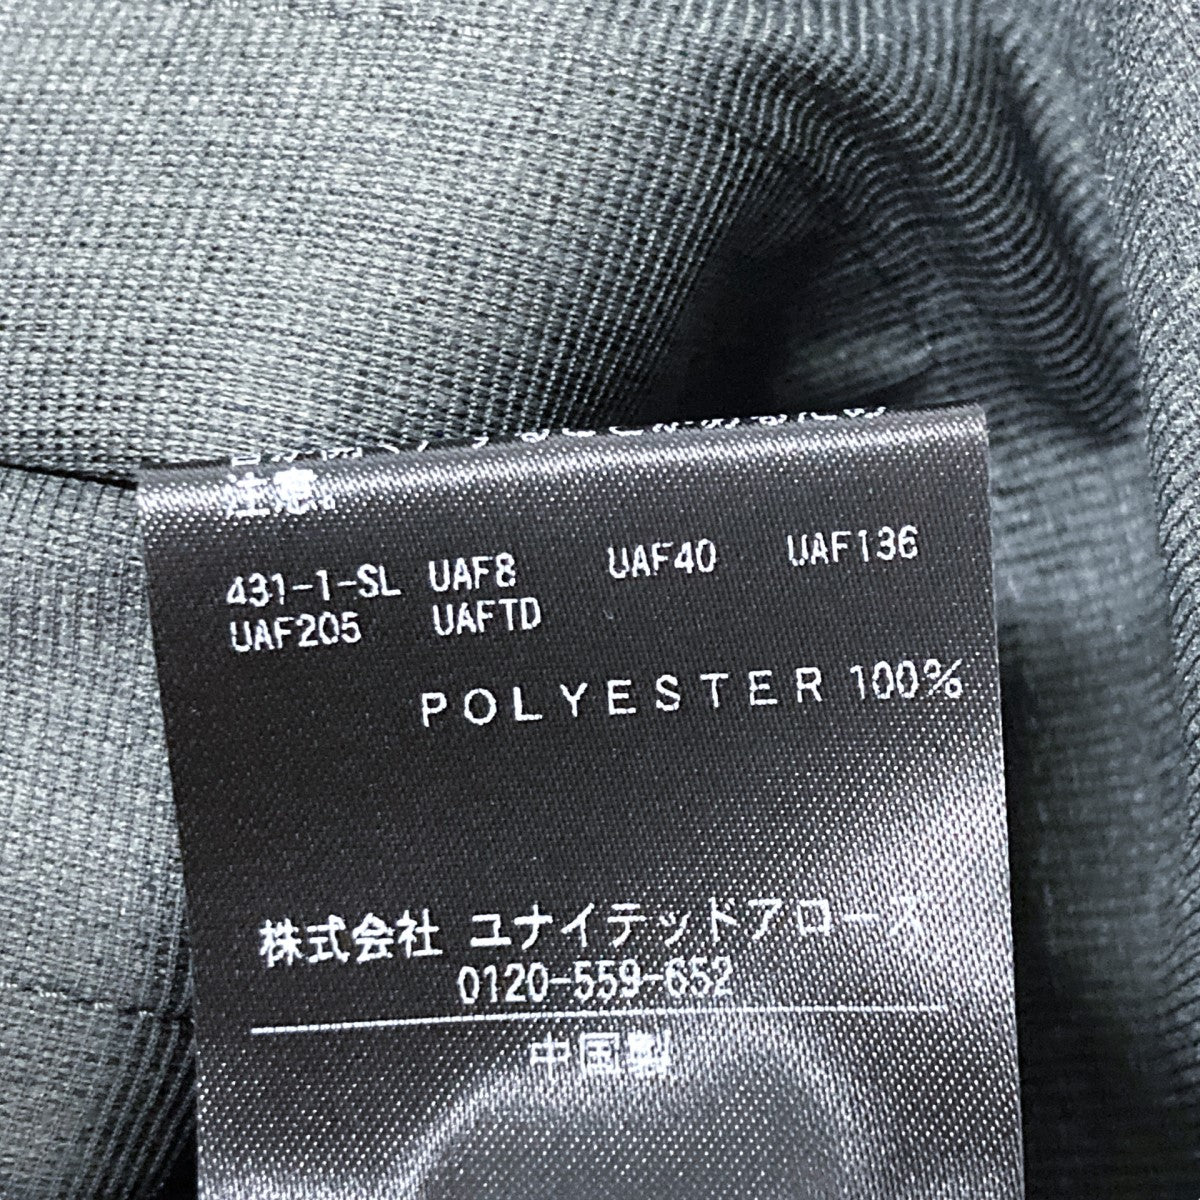 注意。
431-1-SL UAF8 UAF40 UAF136
UAF205 UAFTD
POLYESTER 100%
株式会社 ユナイテッドアローズ
0120-559-652
中国製